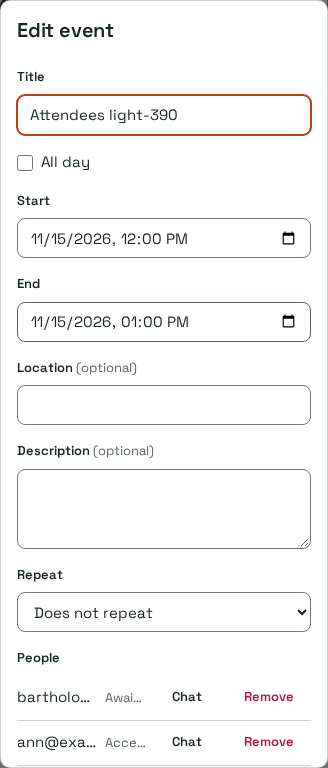 Edit event
Title
Attendees light-390
All day
Start
11/15/2026, 12:00 PM
End
11/15/2026, 01:00 PM
Location (optional)
Description (optional)
Repeat
Does not repeat
People
bartholo... Awai... Chat Remove
ann@exa... Acce... Chat Remove